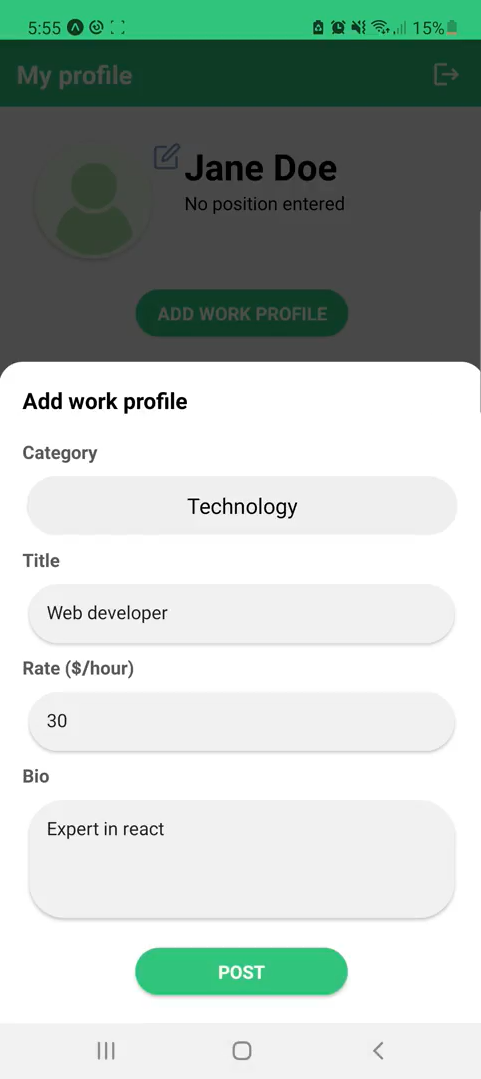 5:55 15%
My profile
Jane Doe
No position entered
ADD WORK PROFILE
Add work profile
Category
Technology
Title
Web developer
Rate ($/hour)
30
Bio
Expert in react
POST